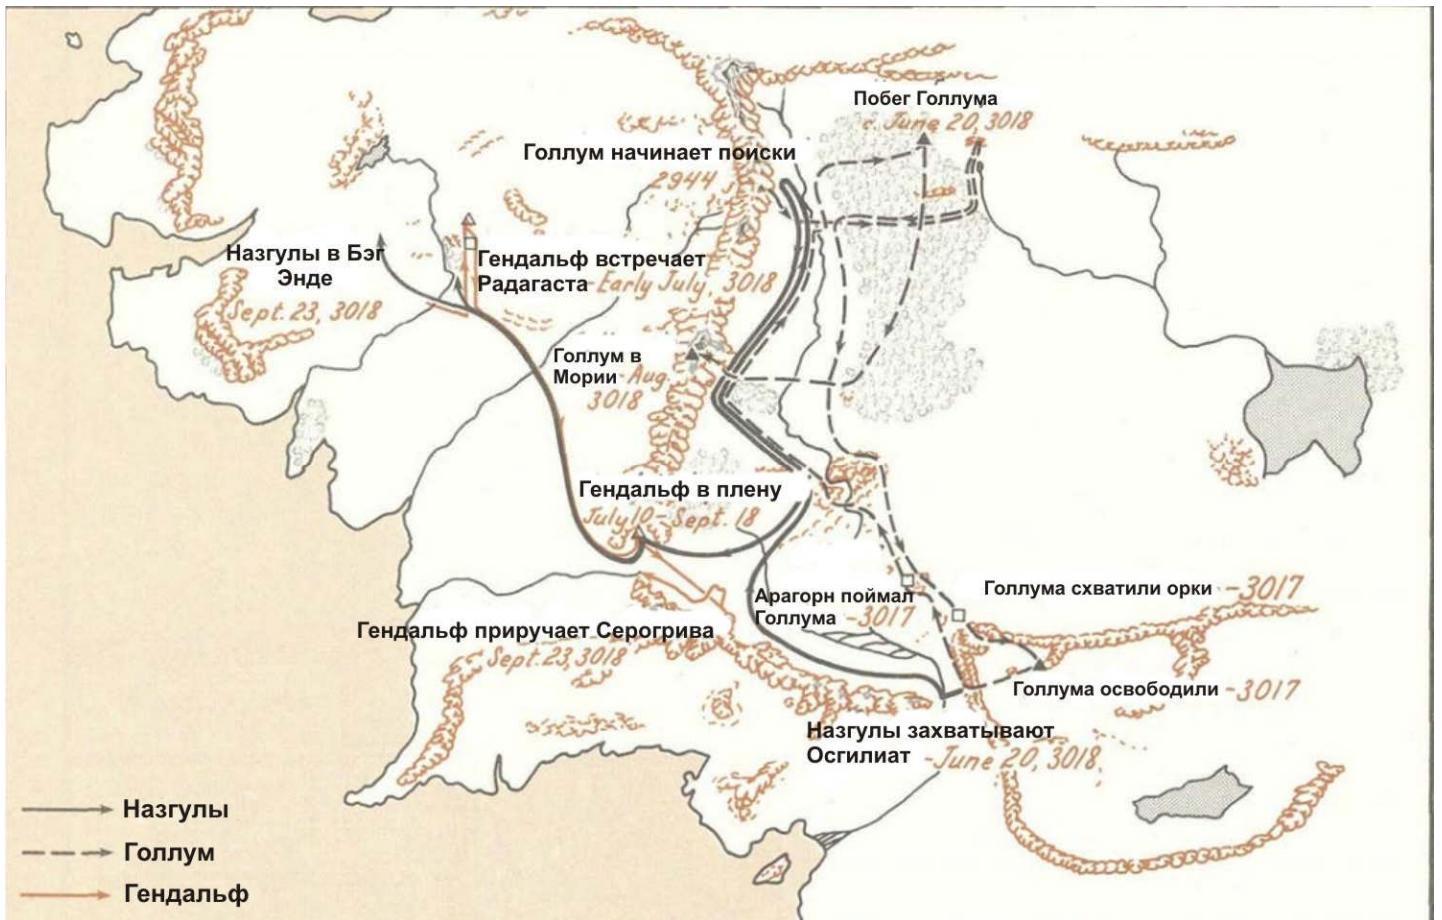 Побег Голлума
c. June 20, 3018
Голлум начинает поиски
2944
Назгулы в Бэг
Энде
Sept. 23, 3018
Гендальф встречает
Радагаста -Early July, 3018
Голлум в
Мории -Aug.
3018
Гендальф в плену
July 10 - Sept. 18
Арагорн поймал
Голлума -3017
Голлума схватили орки -3017
Гендальф приручает Серогрива
Sept. 23, 3018
Голлума освободили -3017
Назгулы захватывают
Осгилиат -June 20, 3018,
Назгулы
Голлум
Гендальф